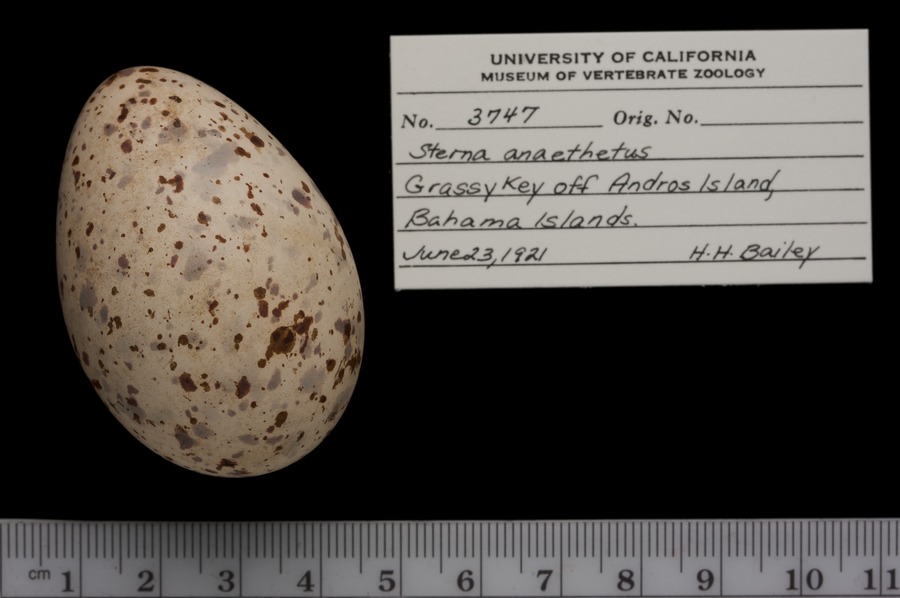 UNIVERSITY OF CALIFORNIA
MUSEUM OF VERTEBRATE ZOOLOGY
No. 3747 Orig. No.
Sterna anaethetus
Grassy Key off Andros Island,
Bahama Islands.
June 23, 1921 H.H. Bailey
cm 1 2 3 4 5 6 7 8 9 10 11